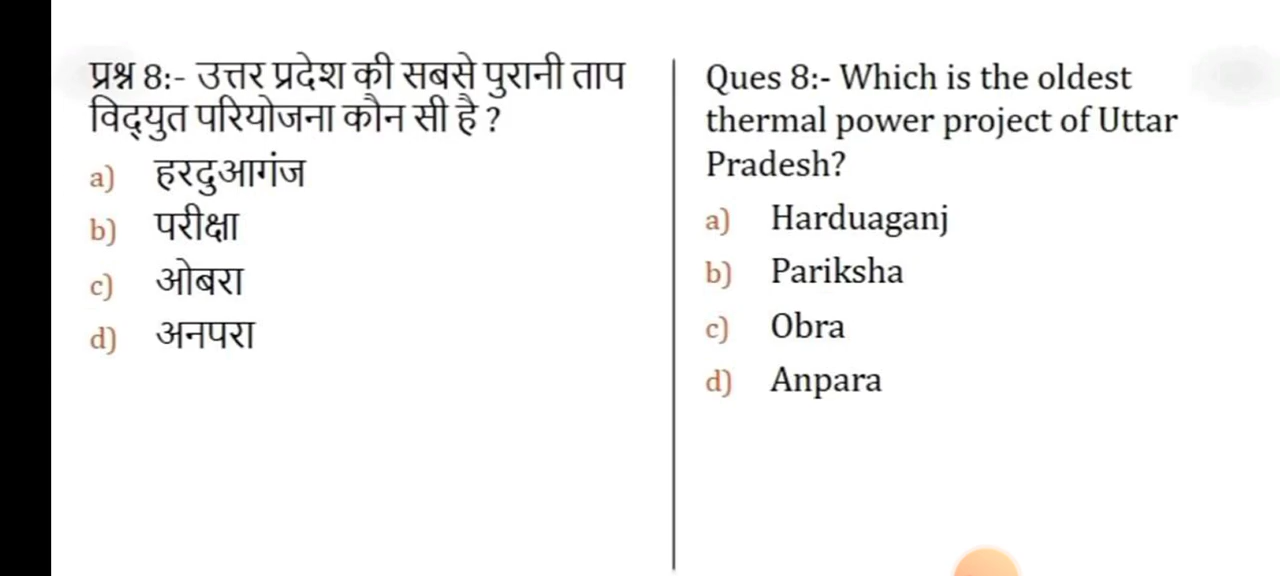 प्रश्न 8:- उत्तर प्रदेश की सबसे पुरानी ताप
विद्युत परियोजना कौन सी है ?
a) हरदुआगंज
b) परीक्षा
c) ओबरा
d) अनपरा
Ques 8:- Which is the oldest
thermal power project of Uttar
Pradesh?
a) Harduaganj
b) Pariksha
c) Obra
d) Anpara